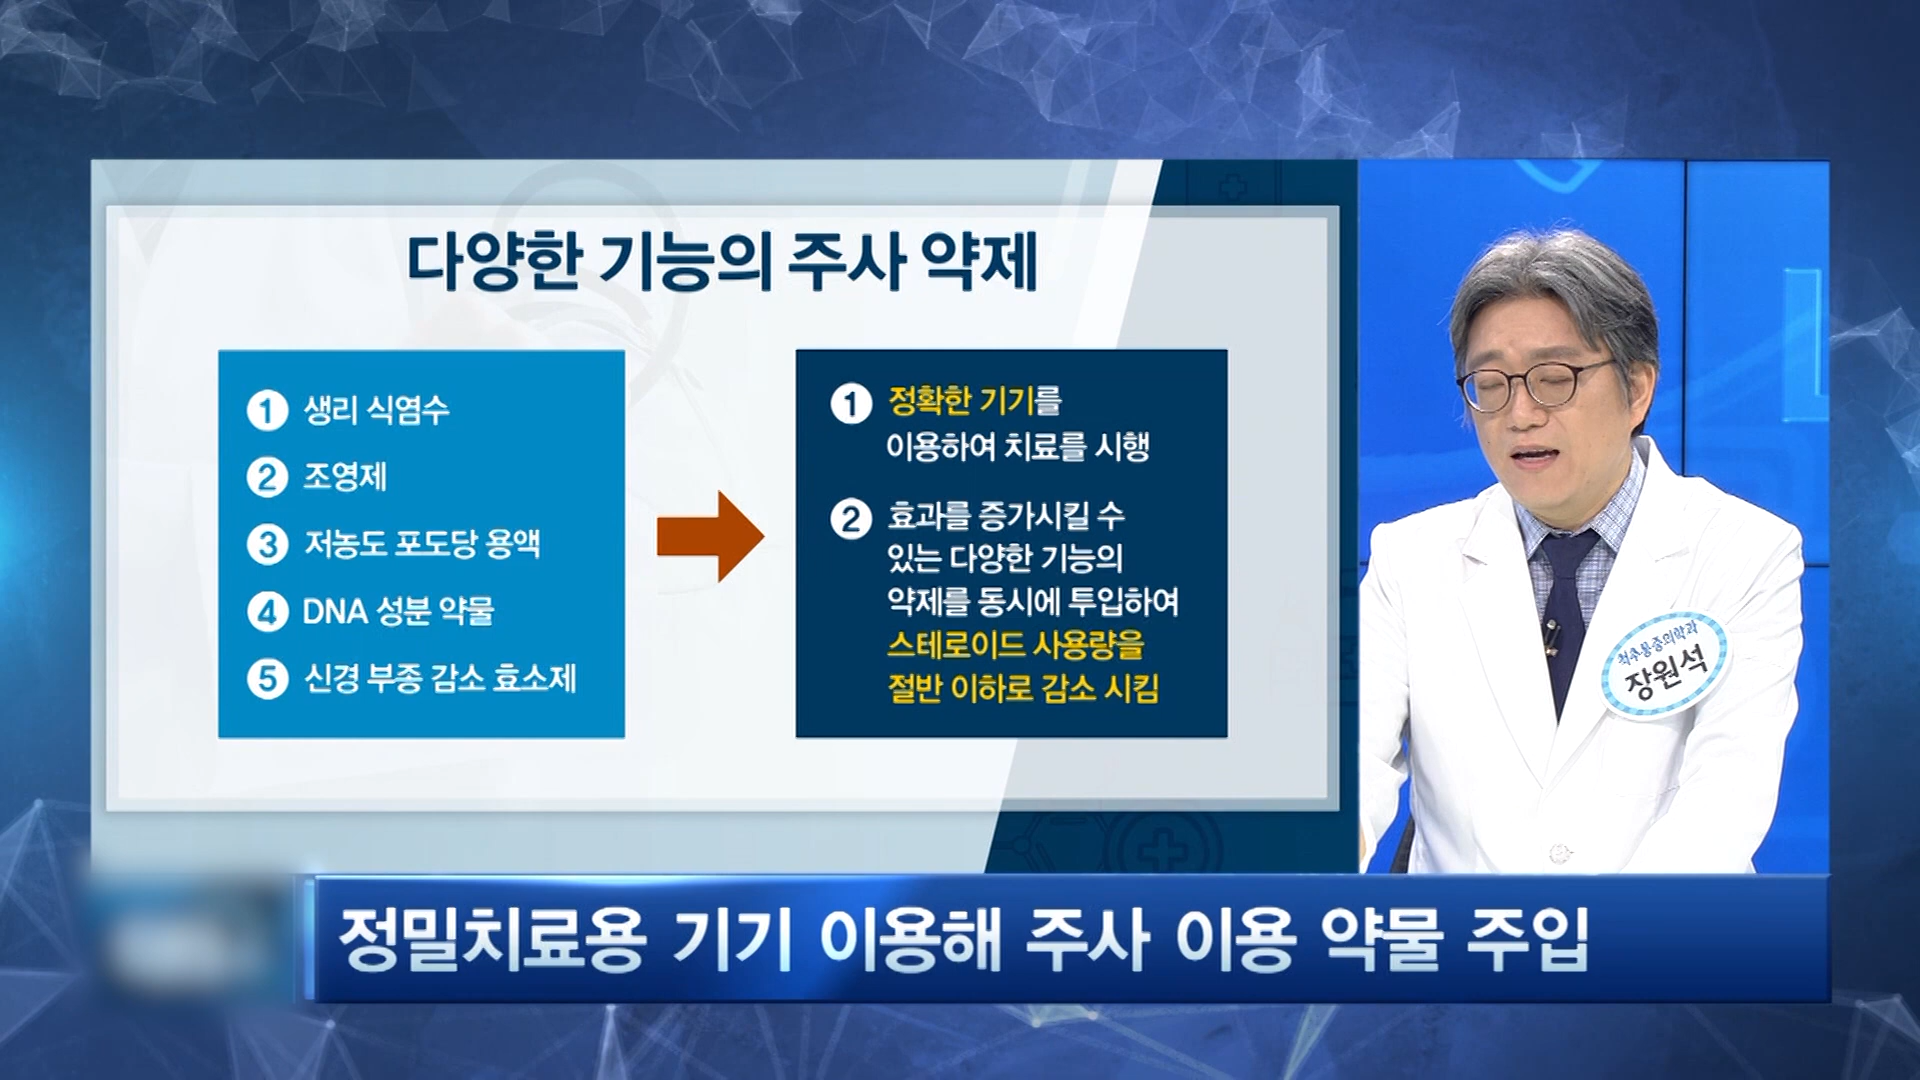 다양한 기능의 주사 약제
1 생리 식염수
2 조영제
3 저농도 포도당 용액
4 DNA 성분 약물
5 신경 부종 감소 효소제
1 정확한 기기를
이용하여 치료를 시행
2 효과를 증가시킬 수
있는 다양한 기능의
약제를 동시에 투입하여
스테로이드 사용량을
절반 이하로 감소 시킴
척추통증의학과
장원석
정밀치료용 기기 이용해 주사 이용 약물 주입